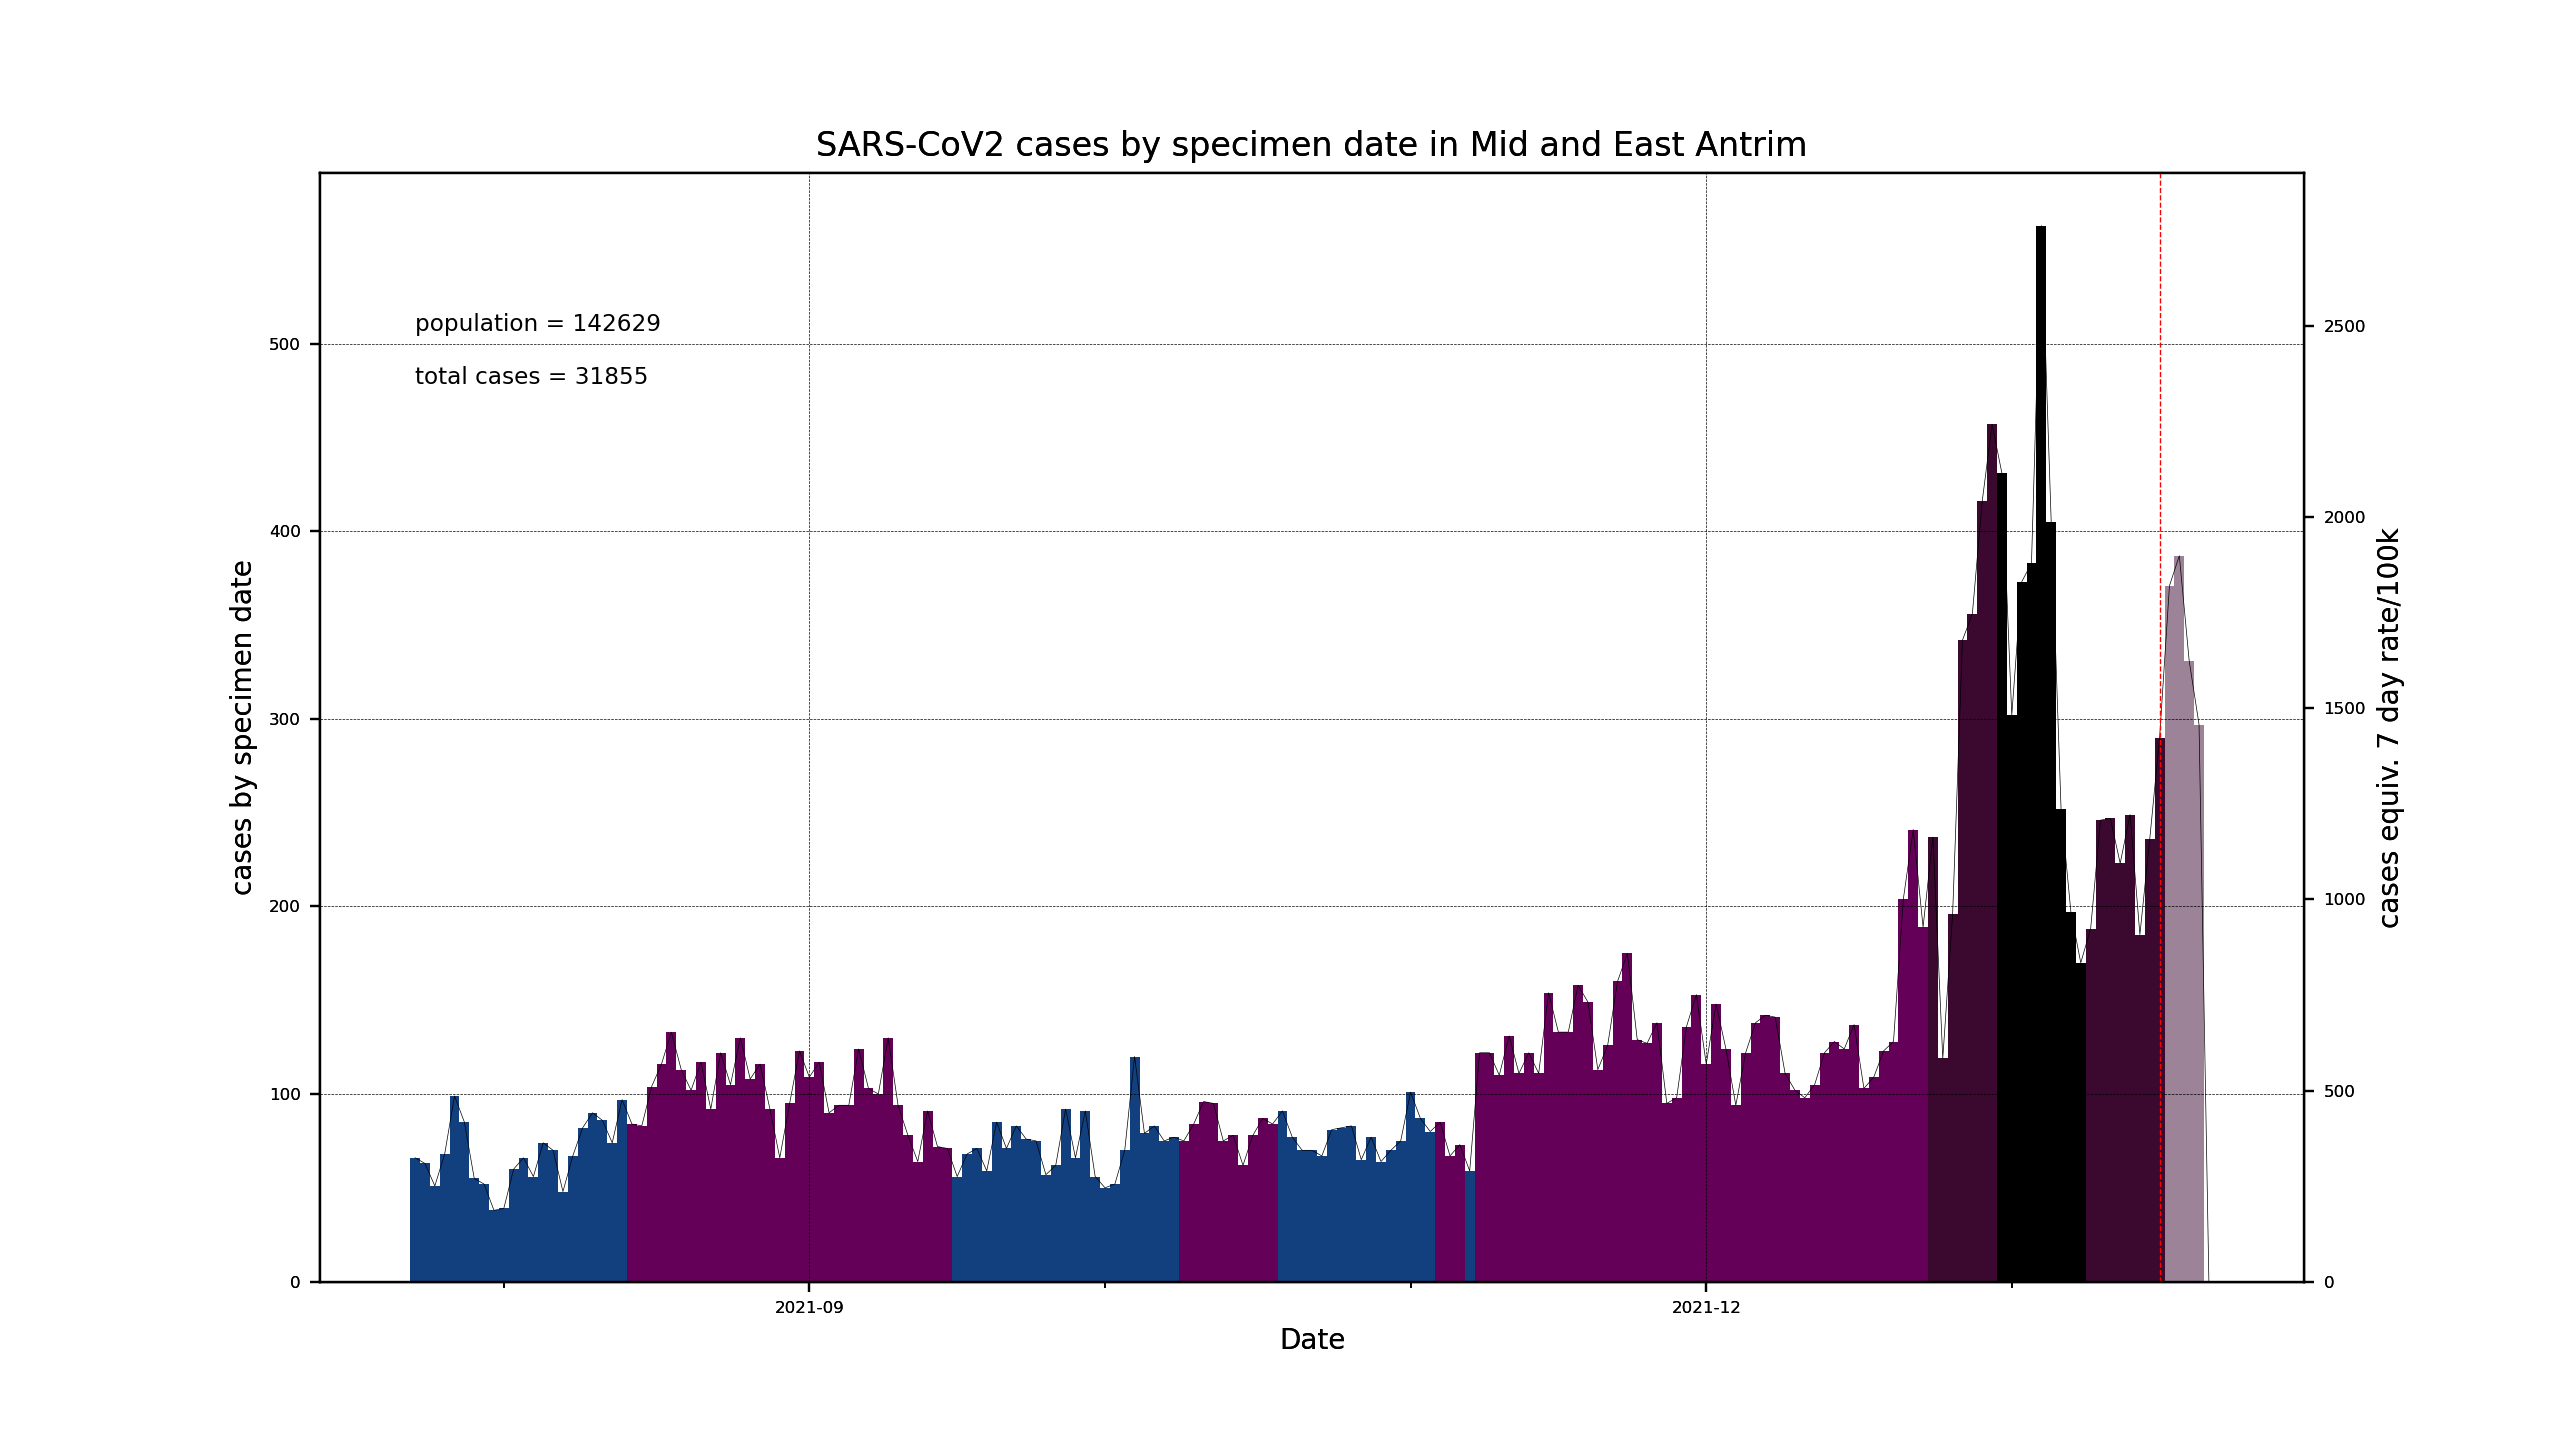 SARS-CoV2 cases by specimen date in Mid and East Antrim
population = 142629
total cases = 31855
cases by specimen date
500
400
300
200
100
0
2500
2000
1500
1000
500
0
cases equiv. 7 day rate/100k
2021-09
2021-12
Date